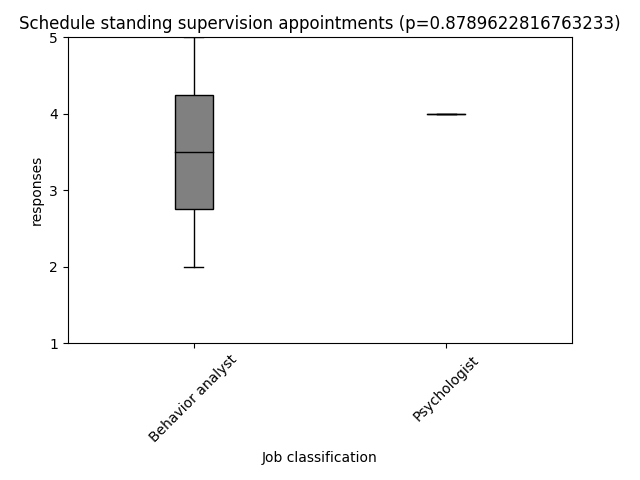 Schedule standing supervision appointments (p=0.8789622816763233)
5
4
3
2
1
responses
Behavior analyst
Psychologist
Job classification